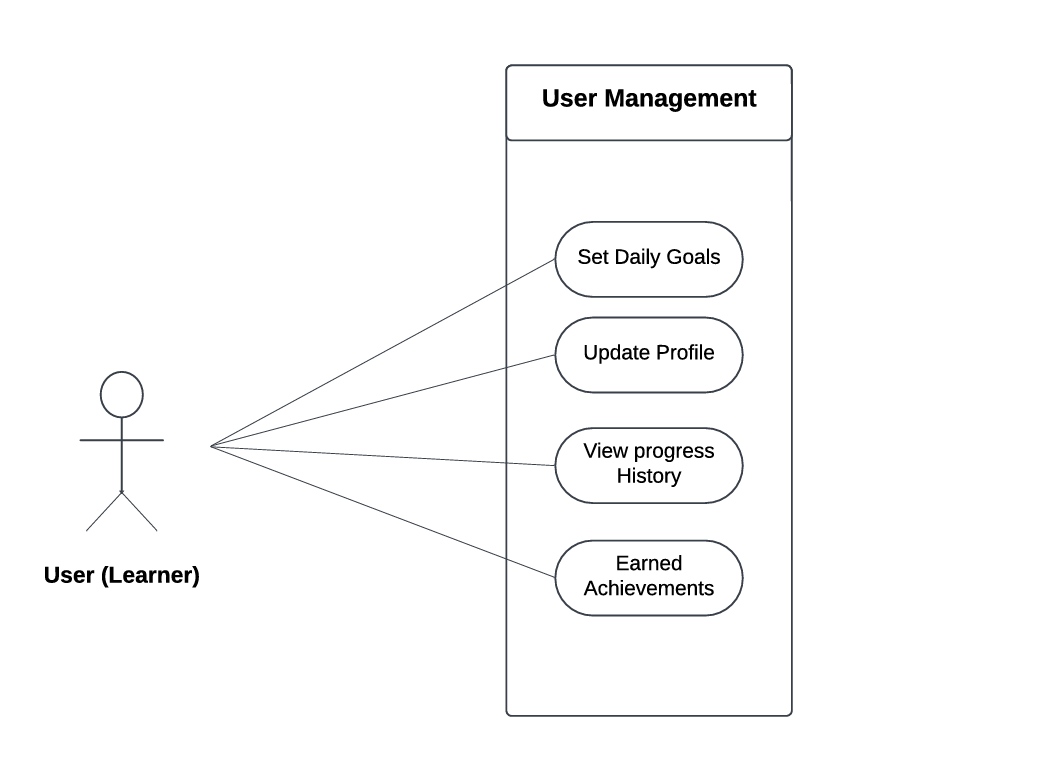 User Management
Set Daily Goals
Update Profile
View progress
History
Earned
Achievements
User (Learner)